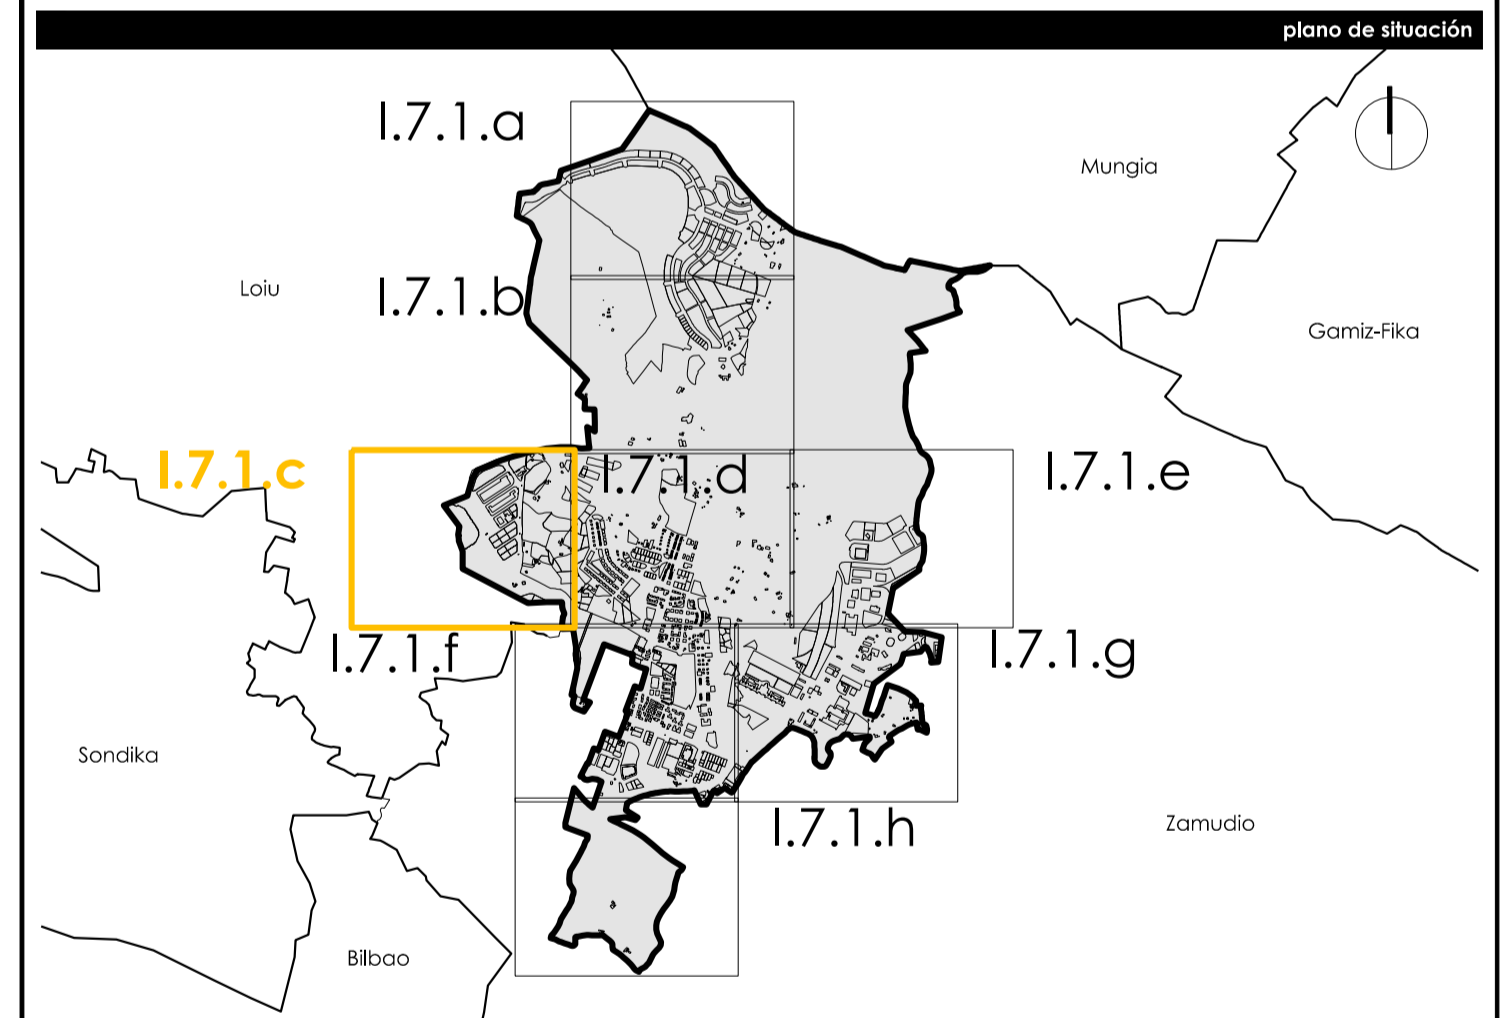 plano de situación
I.7.1.a
Mungia
Loiu
I.7.1.b
Gamiz-Fika
I.7.1.c
I.7.1.d
I.7.1.e
I.7.1.f
I.7.1.g
Sondika
I.7.1.h
Zamudio
Bilbao